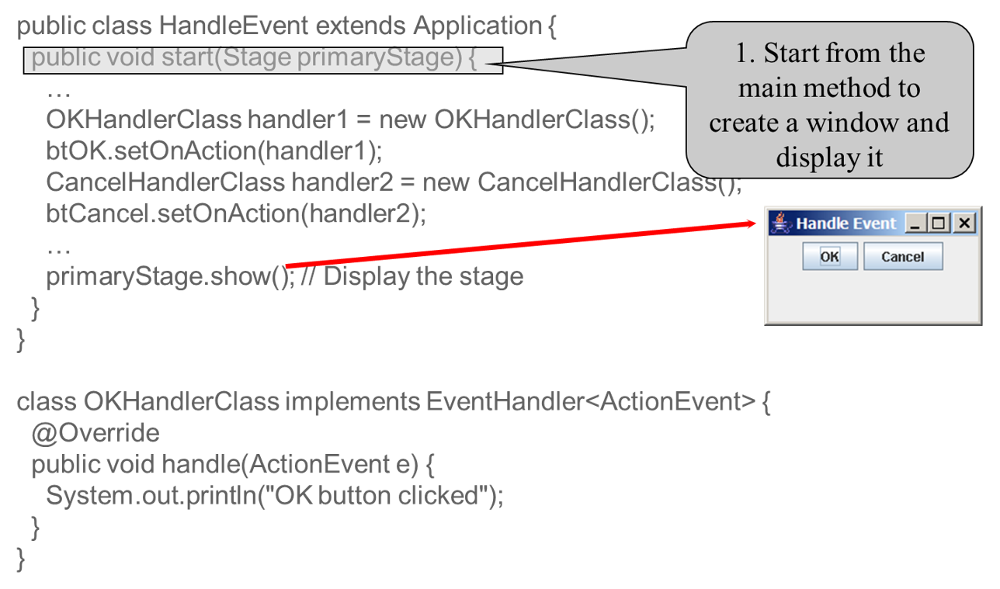 public class HandleEvent extends Application {
public void start(Stage primaryStage) {
…
OKHandlerClass handler1 = new OKHandlerClass();
btOK.setOnAction(handler1);
CancelHandlerClass handler2 = new CancelHandlerClass();
btCancel.setOnAction(handler2);
…
primaryStage.show(); // Display the stage
}
}
class OKHandlerClass implements EventHandler<ActionEvent> {
@Override
public void handle(ActionEvent e) {
System.out.println("OK button clicked");
}
}
1. Start from the
main method to
create a window and
display it
Handle Event
OK Cancel